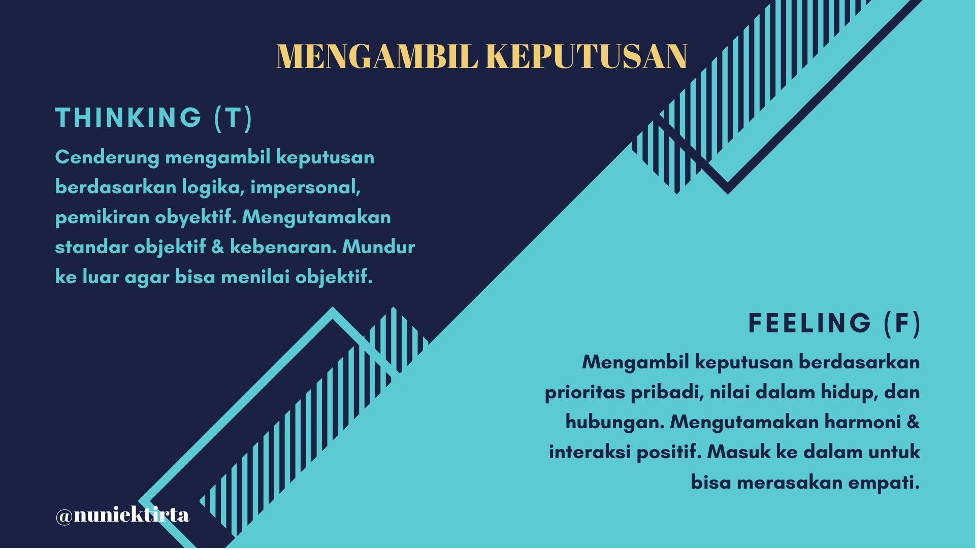 MENGAMBIL KEPUTUSAN
THINKING (T)
Cenderung mengambil keputusan
berdasarkan logika, impersonal,
pemikiran obyektif. Mengutamakan
standar objektif & kebenaran. Mundur
ke luar agar bisa menilai objektif.
FEELING (F)
Mengambil keputusan berdasarkan
prioritas pribadi, nilai dalam hidup, dan
hubungan. Mengutamakan harmoni &
interaksi positif. Masuk ke dalam untuk
bisa merasakan empati.
@nuniektirta